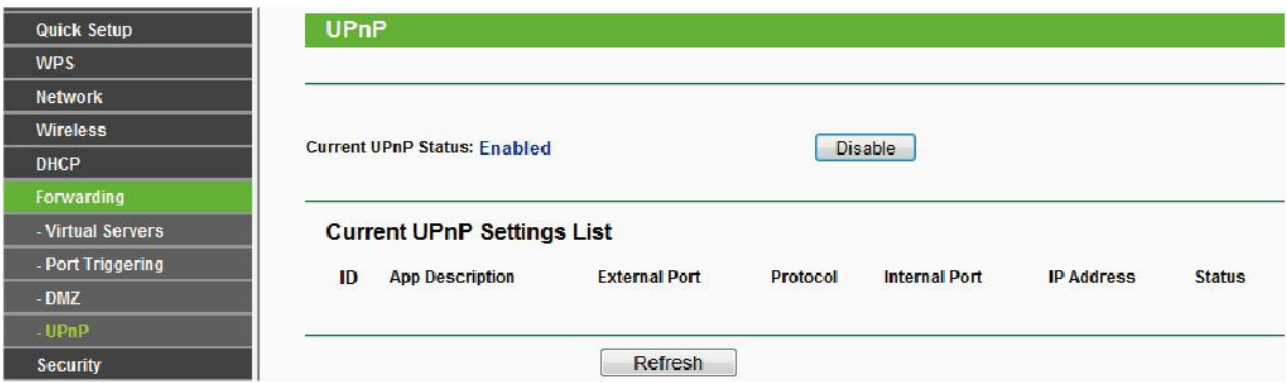 Quick Setup
WPS
Network
Wireless
DHCP
Forwarding
- Virtual Servers
- Port Triggering
- DMZ
- UPnP
Security
UPnP
Current UPnP Status: Enabled Disable
Current UPnP Settings List
ID App Description External Port Protocol Internal Port IP Address Status
Refresh